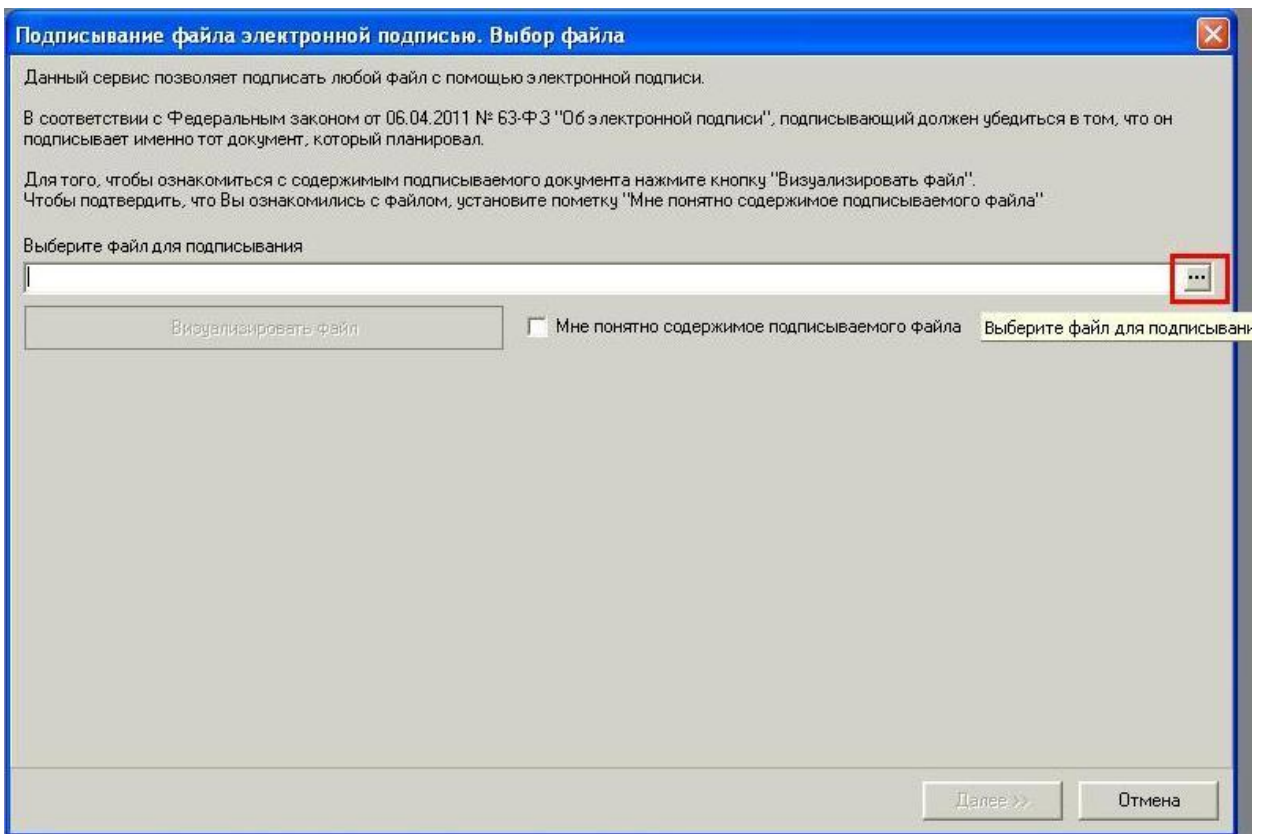 Подписывание файла электронной подписью. Выбор файла
Данный сервис позволяет подписать любой файл с помощью электронной подписи.
В соответствии с Федеральным законом от 06.04.2011 № 63-ФЗ "Об электронной подписи", подписывающий должен убедиться в том, что он
подписывает именно тот документ, который планировал.
Для того, чтобы ознакомиться с содержимым подписываемого документа нажмите кнопку "Визуализировать файл".
Чтобы подтвердить, что Вы ознакомились с файлом, установите пометку "Мне понятно содержимое подписываемого файла"
Выберите файл для подписывания
...
Визуализировать файл Мне понятно содержимое подписываемого файла Выберите файл для подписывани
Далее >> Отмена